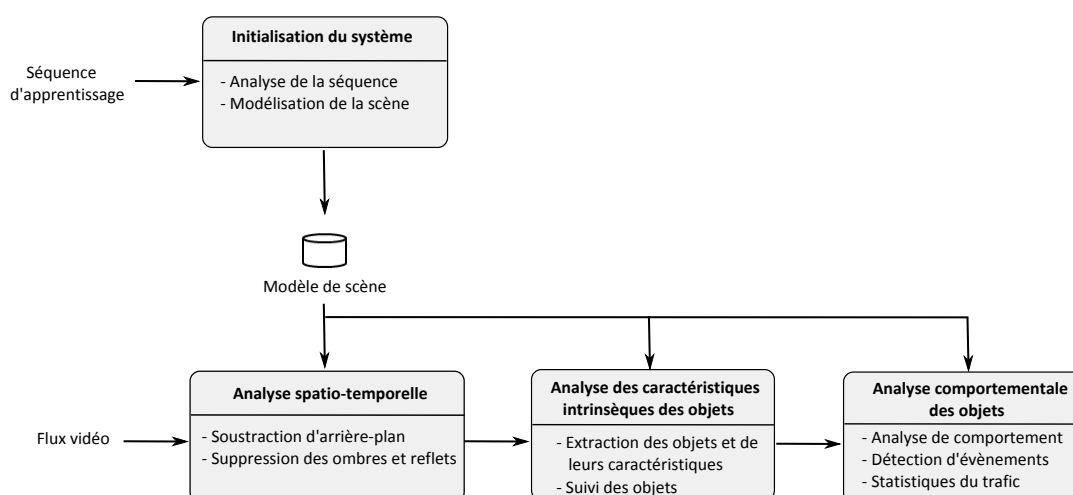 Initialisation du système
Séquence
d'apprentissage
- Analyse de la séquence
- Modélisation de la scène
Modèle de scène
Flux vidéo
Analyse spatio-temporelle
- Soustraction d'arrière-plan
- Suppression des ombres et reflets
Analyse des caractéristiques
intrinsèques des objets
- Extraction des objets et de
leurs caractéristiques
- Suivi des objets
Analyse comportementale
des objets
- Analyse de comportement
- Détection d'évènements
- Statistiques du trafic